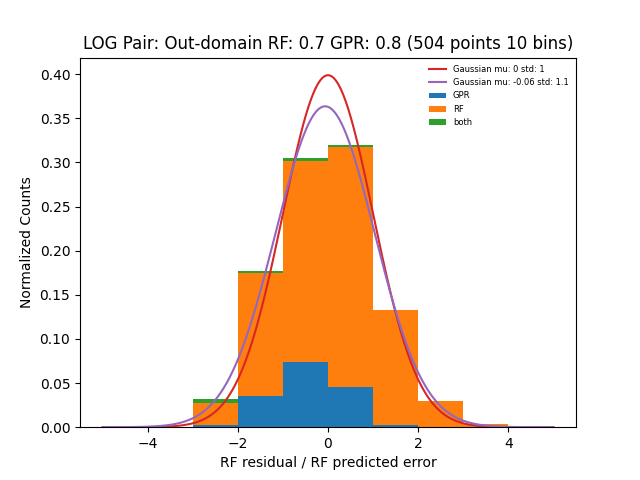 LOG Pair: Out-domain RF: 0.7 GPR: 0.8 (504 points 10 bins)
Gaussian mu: 0 std: 1
Gaussian mu: -0.06 std: 1.1
GPR
RF
both
Normalized Counts
0.40
0.35
0.30
0.25
0.20
0.15
0.10
0.05
0.00
−4 −2 0 2 4
RF residual / RF predicted error